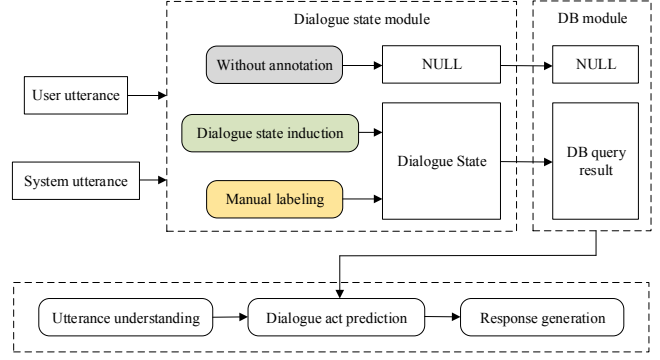 Dialogue state module
DB module
Without annotation
NULL
NULL
User utterance
Dialogue state induction
Dialogue State
DB query
result
System utterance
Manual labeling
Utterance understanding
Dialogue act prediction
Response generation